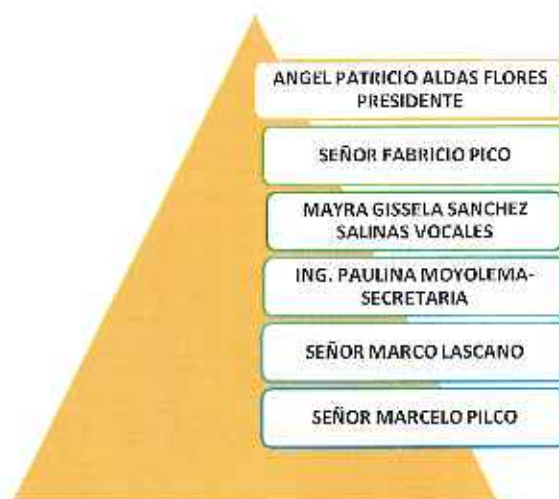 ANGEL PATRICIO ALDAS FLORES
PRESIDENTE
SEÑOR FABRICIO PICO
MAYRA GISSELA SANCHEZ
SALINAS VOCALES
ING. PAULINA MOYOLEMA-
SECRETARIA
SEÑOR MARCO LASCANO
SEÑOR MARCELO PILCO